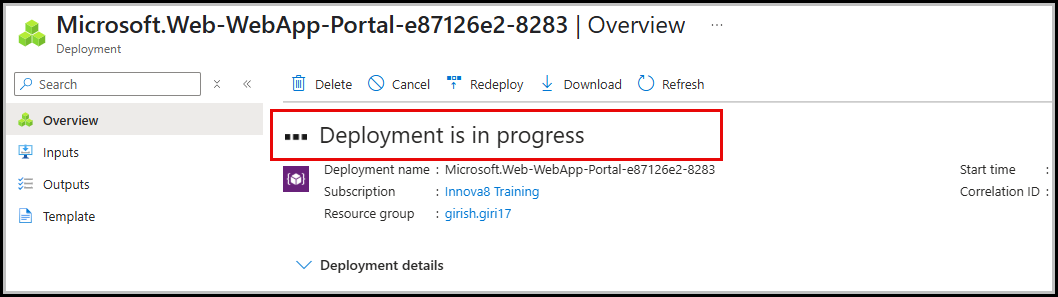 Microsoft.Web-WebApp-Portal-e87126e2-8283 | Overview ...
Deployment
Search
Delete Cancel Redeploy Download Refresh
Overview
Inputs
Outputs
Template
Deployment is in progress
Deployment name : Microsoft.Web-WebApp-Portal-e87126e2-8283
Subscription : Innova8 Training
Resource group : girish.giri17
Start time :
Correlation ID :
Deployment details